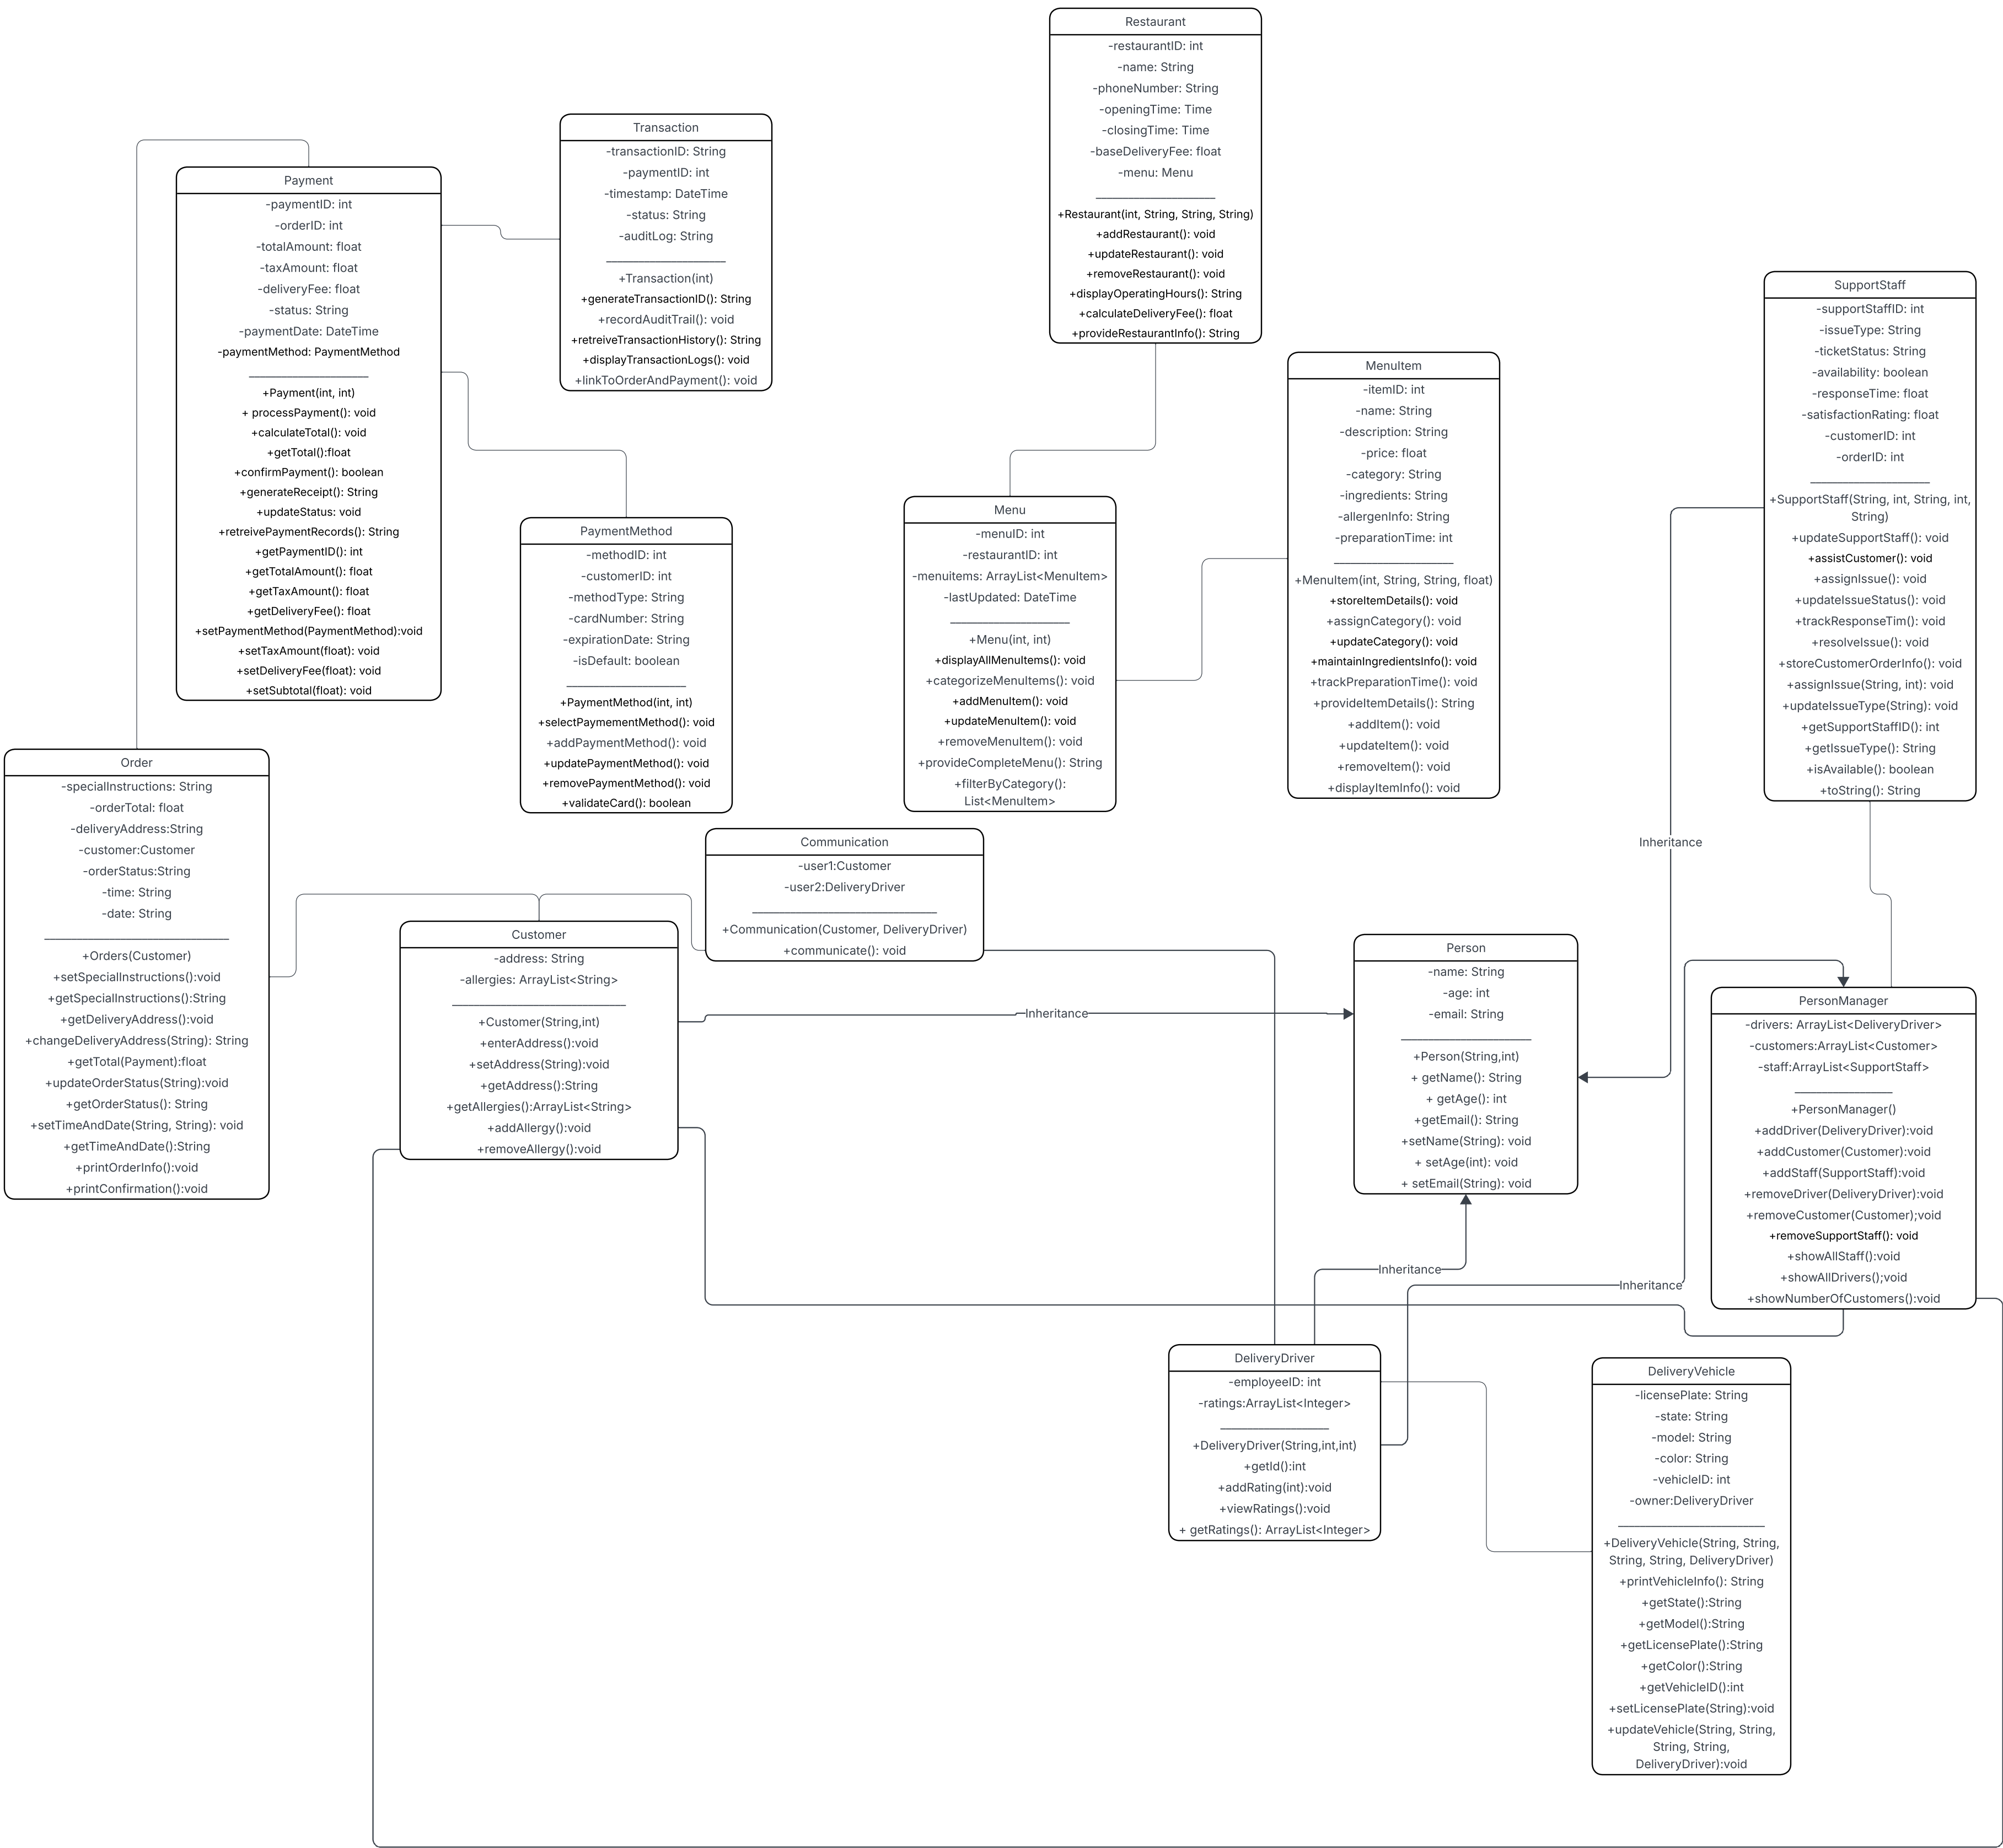 Restaurant
-restaurantID: int
-name: String
-phoneNumber: String
-openingTime: Time
-closingTime: Time
-baseDeliveryFee: float
-menu: Menu
+Restaurant(int, String, String, String)
+addRestaurant(): void
+updateRestaurant(): void
+removeRestaurant(): void
+displayOperatingHours(): String
+calculateDeliveryFee(): float
+provideRestaurantInfo(): String
Transaction
-transactionID: String
-paymentID: int
-timestamp: DateTime
-status: String
-auditLog: String
+Transaction(int)
+generateTransactionID(): String
+recordAuditTrail(): void
+retreiveTransactionHistory(): String
+displayTransactionLogs(): void
+linkToOrderAndPayment(): void
Payment
-paymentID: int
-orderID: int
-totalAmount: float
-taxAmount: float
-deliveryFee: float
-status: String
-paymentDate: DateTime
-paymentMethod: PaymentMethod
+Payment(int, int)
+ processPayment(): void
+calculateTotal(): void
+getTotal():float
+confirmPayment(): boolean
+generateReceipt(): String
+updateStatus: void
+retreivePaymentRecords(): String
+getPaymentID(): int
+getTotalAmount(): float
+getTaxAmount(): float
+getDeliveryFee(): float
+setPaymentMethod(PaymentMethod):void
+setTaxAmount(float): void
+setDeliveryFee(float): void
+setSubtotal(float): void
SupportStaff
-supportStaffID: int
-issueType: String
-ticketStatus: String
-availability: boolean
-responseTime: float
-satisfactionRating: float
-customerID: int
-orderID: int
+SupportStaff(String, int, String, int,
String)
+updateSupportStaff(): void
+assistCustomer(): void
+assignIssue(): void
+updateIssueStatus(): void
+trackResponseTim(): void
+resolveIssue(): void
+storeCustomerOrderInfo(): void
+assignIssue(String, int): void
+updateIssueType(String): void
+getSupportStaffID(): int
+getIssueType(): String
+isAvailable(): boolean
+toString(): String
MenuItem
-itemID: int
-name: String
-description: String
-price: float
-category: String
-ingredients: String
-allergenInfo: String
-preparationTime: int
+MenuItem(int, String, String, float)
+storeItemDetails(): void
+assignCategory(): void
+updateCategory(): void
+maintainIngredientsInfo(): void
+trackPreparationTime(): void
+provideItemDetails(): String
+addItem(): void
+updateItem(): void
+removeItem(): void
+displayItemInfo(): void
Menu
-menuID: int
-restaurantID: int
-menuitems: ArrayList<MenuItem>
-lastUpdated: DateTime
+Menu(int, int)
+displayAllMenuItems(): void
+categorizeMenuItems(): void
+addMenuItem(): void
+updateMenuItem(): void
+removeMenuItem(): void
+provideCompleteMenu(): String
+filterByCategory():
List<MenuItem>
PaymentMethod
-methodID: int
-customerID: int
-methodType: String
-cardNumber: String
-expirationDate: String
-isDefault: boolean
+PaymentMethod(int, int)
+selectPaymementMethod(): void
+addPaymentMethod(): void
+updatePaymentMethod(): void
+removePaymentMethod(): void
+validateCard(): boolean
Order
-specialInstructions: String
-orderTotal: float
-deliveryAddress:String
-customer:Customer
-orderStatus:String
-time: String
-date: String
+Orders(Customer)
+setSpecialInstructions():void
+getSpecialInstructions():String
+getDeliveryAddress():void
+changeDeliveryAddress(String): String
+getTotal(Payment):float
+updateOrderStatus(String):void
+getOrderStatus(): String
+setTimeAndDate(String, String): void
+getTimeAndDate():String
+printOrderInfo():void
+printConfirmation():void
Communication
-user1:Customer
-user2:DeliveryDriver
+Communication(Customer, DeliveryDriver)
+communicate(): void
Customer
-address: String
-allergies: ArrayList<String>
+Customer(String,int)
+enterAddress():void
+setAddress(String):void
+getAddress():String
+getAllergies():ArrayList<String>
+addAllergy():void
+removeAllergy():void
Inheritance
Inheritance
Person
-name: String
-age: int
-email: String
+Person(String,int)
+ getName(): String
+ getAge(): int
+getEmail(): String
+setName(String): void
+ setAge(int): void
+ setEmail(String): void
PersonManager
-drivers: ArrayList<DeliveryDriver>
-customers:ArrayList<Customer>
-staff:ArrayList<SupportStaff>
+PersonManager()
+addDriver(DeliveryDriver):void
+addCustomer(Customer):void
+addStaff(SupportStaff):void
+removeDriver(DeliveryDriver):void
+removeCustomer(Customer);void
+removeSupportStaff(): void
+showAllStaff():void
+showAllDrivers();void
+showNumberOfCustomers():void
Inheritance
Inheritance
DeliveryDriver
-employeeID: int
-ratings:ArrayList<Integer>
+DeliveryDriver(String,int,int)
+getId():int
+addRating(int):void
+viewRatings():void
+ getRatings(): ArrayList<Integer>
DeliveryVehicle
-licensePlate: String
-state: String
-model: String
-color: String
-vehicleID: int
-owner:DeliveryDriver
+DeliveryVehicle(String, String,
String, String, DeliveryDriver)
+printVehicleInfo(): String
+getState():String
+getModel():String
+getLicensePlate():String
+getColor():String
+getVehicleID():int
+setLicensePlate(String):void
+updateVehicle(String, String,
String, String,
DeliveryDriver):void